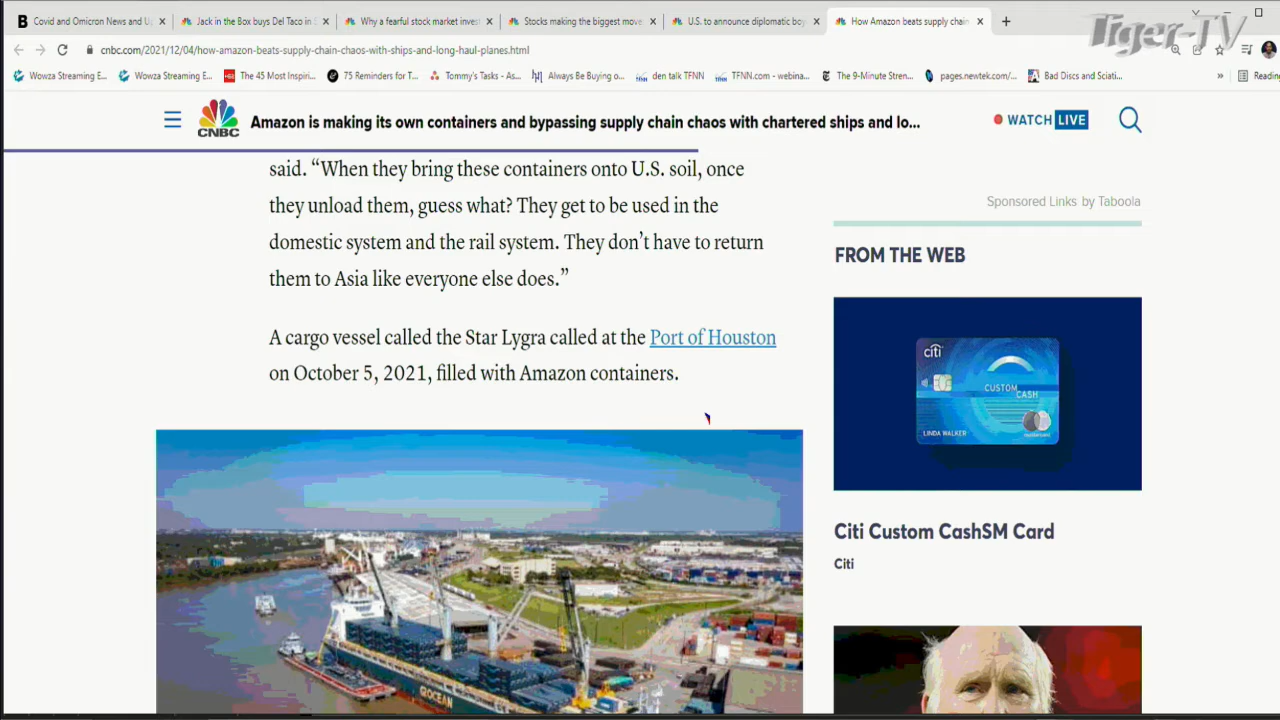 B Covid and Omicron News and U
Jack in the Box buys Del Taco in
Why a fearful stock market inves
Stocks making the biggest move
U.S. to announce diplomatic boy
How Amazon beats supply chain
Tiger-TV
cnbc.com/2021/12/04/how-amazon-beats-supply-chain-chaos-with-ships-and-long-haul-planes.html
Wowza Streaming E...
Wowza Streaming E...
The 45 Most Inspiri...
75 Reminders for T...
Tommy's Tasks - As...
Always Be Buying o...
den talk TFNN
TFNN.com - webina...
The 9-Minute Stren...
pages.newtek.com/...
Bad Discs and Sciati...
»
Reading
CNBC
Amazon is making its own containers and bypassing supply chain chaos with chartered ships and lo...
WATCH LIVE
said. “When they bring these containers onto U.S. soil, once
they unload them, guess what? They get to be used in the
domestic system and the rail system. They don’t have to return
them to Asia like everyone else does.”
A cargo vessel called the Star Lygra called at the Port of Houston
on October 5, 2021, filled with Amazon containers.
Sponsored Links by Taboola
FROM THE WEB
citi
CUSTOM
CASH
LINDA WALKER
Citi Custom CashSM Card
Citi